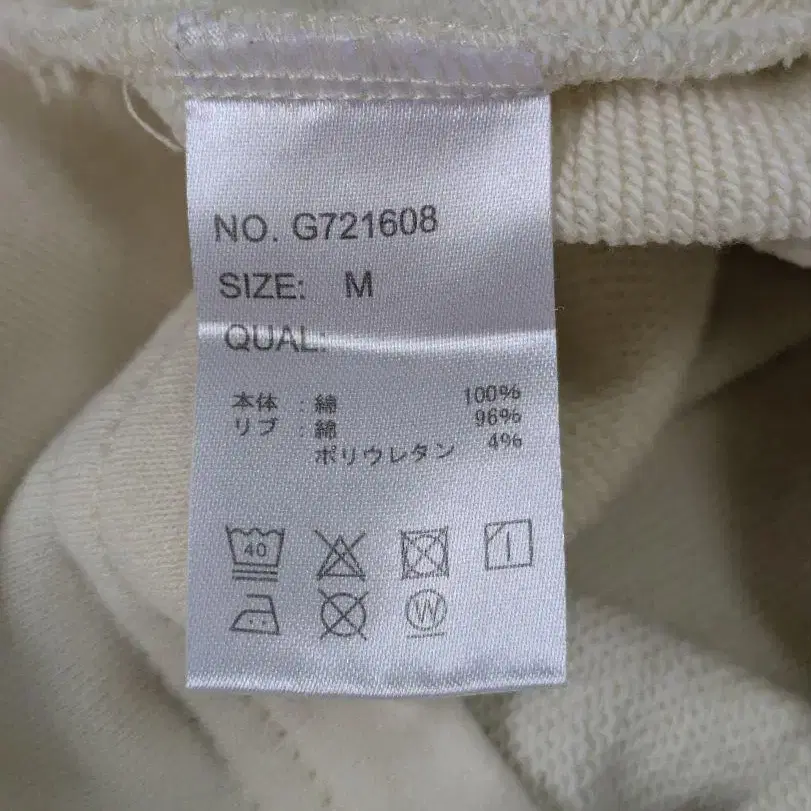 NO. G721608
SIZE: M
QUAL:
本体 : 綿 100%
リブ : 綿 96%
ポリウレタン 4%
40
W